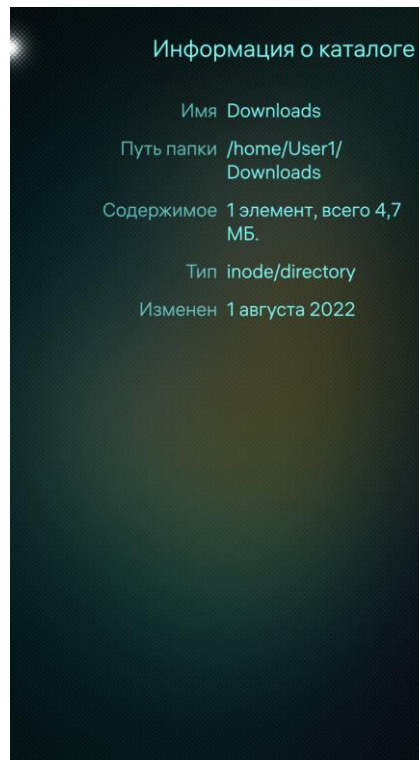 Информация о каталоге
Имя Downloads
Путь папки /home/User1/
Downloads
Содержимое 1 элемент, всего 4,7
МБ.
Тип inode/directory
Изменен 1 августа 2022